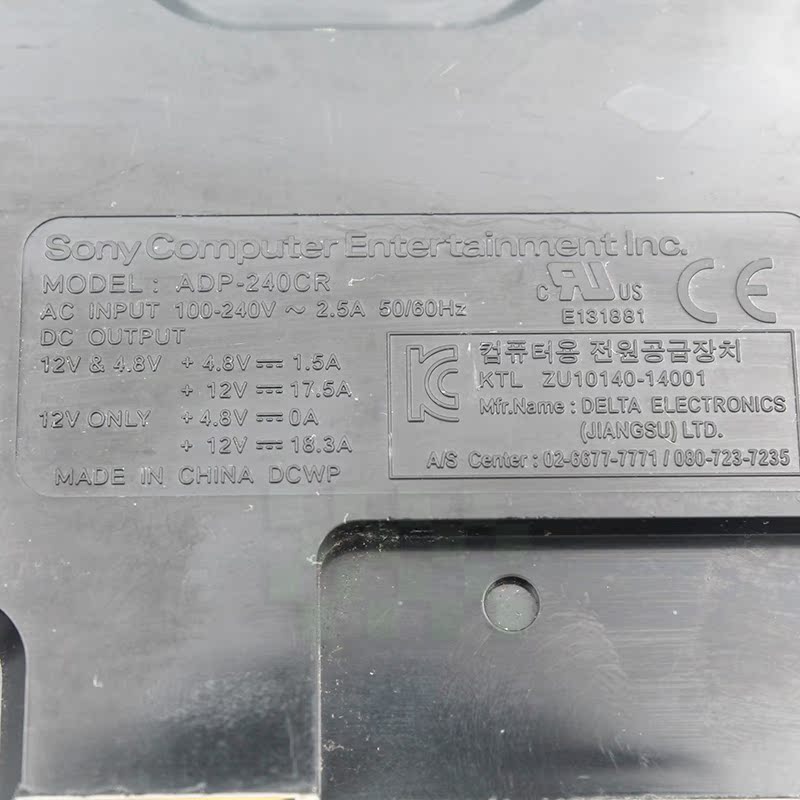 Sony Computer Entertainment Inc.
MODEL : ADP-240CR
AC INPUT 100-240V ~ 2.5A 50/60Hz
DC OUTPUT
12V & 4.8V + 4.8V ⎓ 1.5A
+ 12V ⎓ 17.5A
12V ONLY + 4.8V ⎓ 0A
+ 12V ⎓ 18.3A
MADE IN CHINA DCWP
C RU US
E131881
CE
KC
컴퓨터용 전원공급장치
KTL ZU10140-14001
Mfr.Name : DELTA ELECTRONICS
(JIANGSU) LTD.
A/S Center : 02-6677-7771 / 080-723-7235